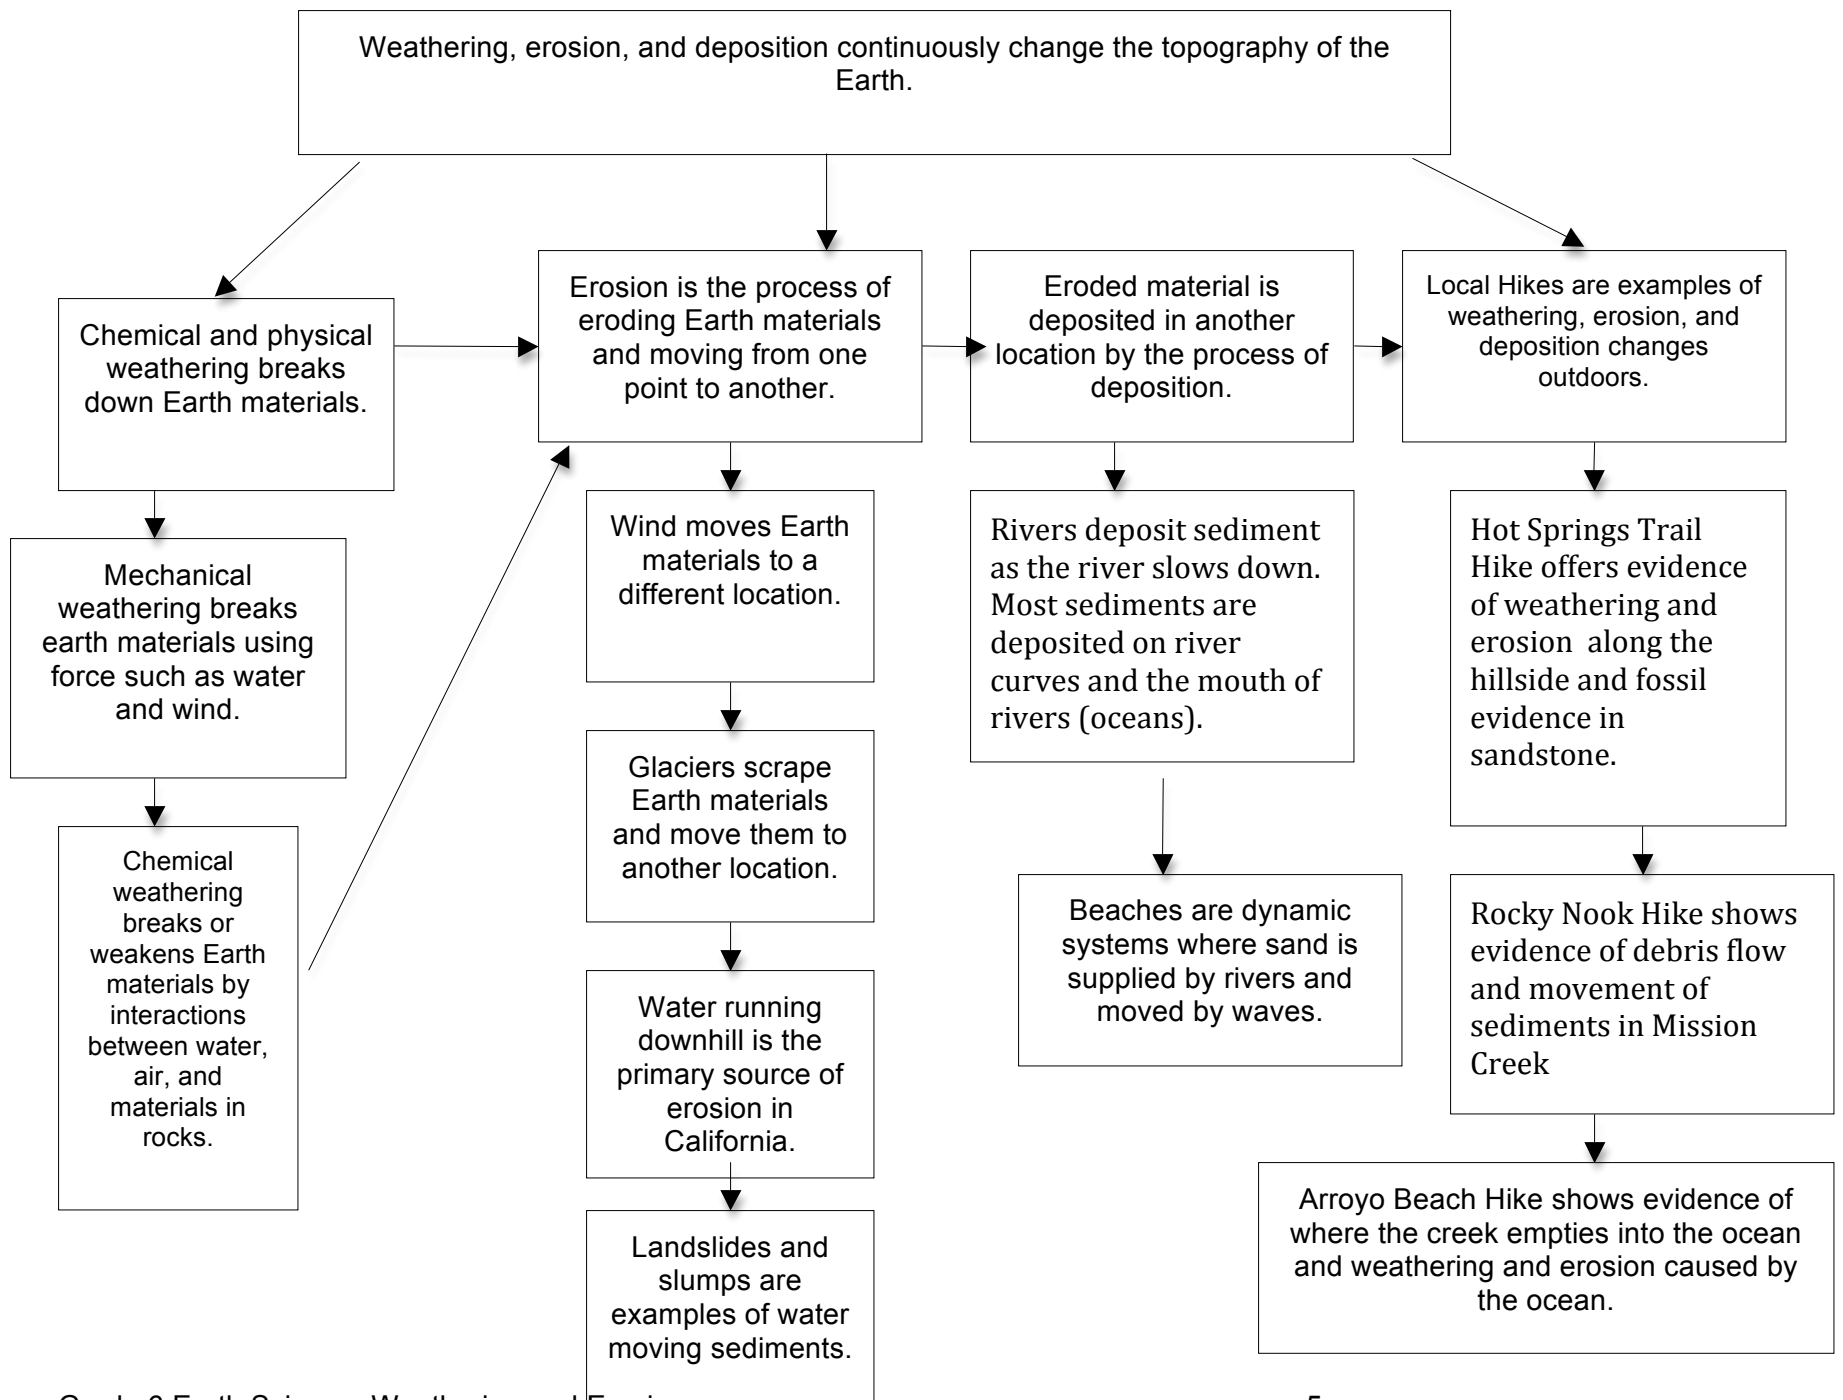 Weathering, erosion, and deposition continuously change the topography of the
Earth.
Chemical and physical
weathering breaks
down Earth materials.
Erosion is the process of
eroding Earth materials
and moving from one
point to another.
Eroded material is
deposited in another
location by the process of
deposition.
Local Hikes are examples of
weathering, erosion, and
deposition changes
outdoors.
Mechanical
weathering breaks
earth materials using
force such as water
and wind.
Chemical
weathering
breaks or
weakens Earth
materials by
interactions
between water,
air, and
materials in
rocks.
Wind moves Earth
materials to a
different location.
Glaciers scrape
Earth materials
and move them to
another location.
Water running
downhill is the
primary source of
erosion in
California.
Landslides and
slumps are
examples of water
moving sediments.
Rivers deposit sediment
as the river slows down.
Most sediments are
deposited on river
curves and the mouth of
rivers (oceans).
Beaches are dynamic
systems where sand is
supplied by rivers and
moved by waves.
Hot Springs Trail
Hike offers evidence
of weathering and
erosion along the
hillside and fossil
evidence in
sandstone.
Rocky Nook Hike shows
evidence of debris flow
and movement of
sediments in Mission
Creek
Arroyo Beach Hike shows evidence of
where the creek empties into the ocean
and weathering and erosion caused by
the ocean.